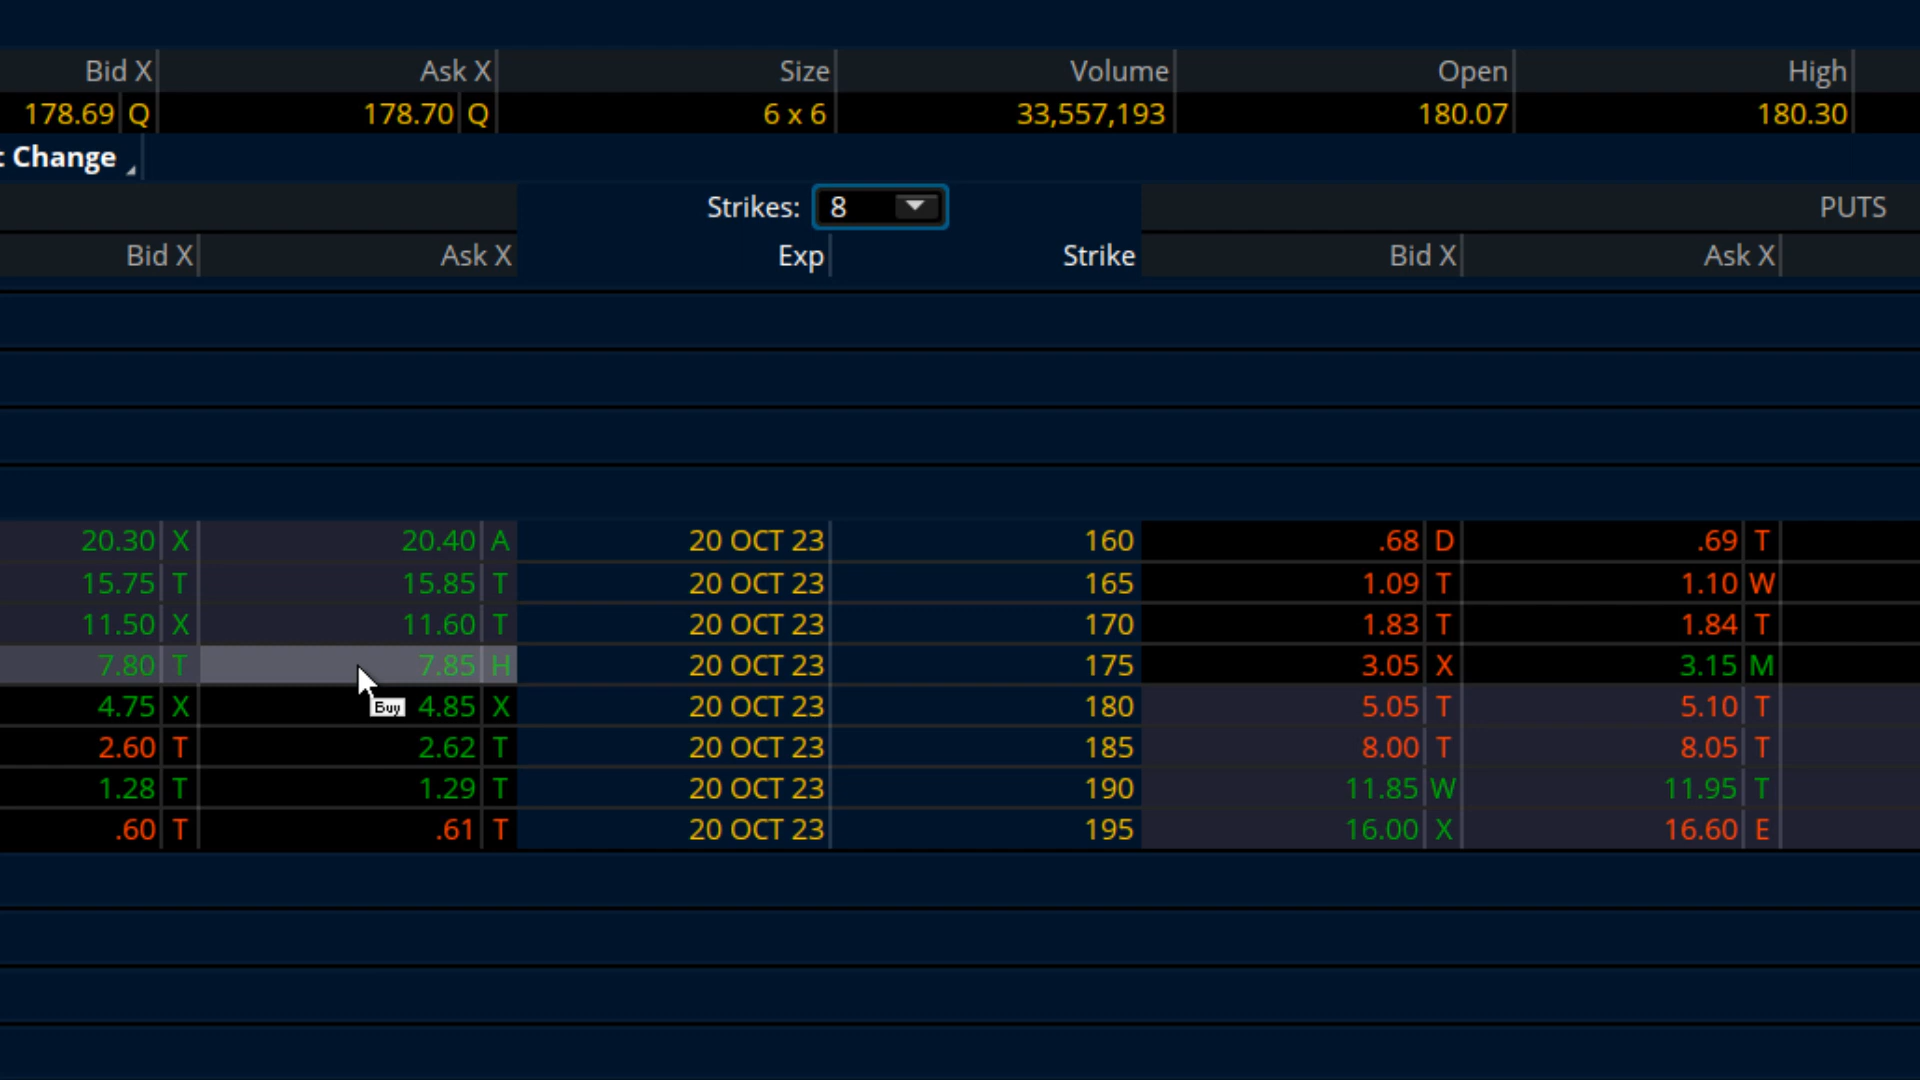 Bid X Ask X Size Volume Open High
178.69 Q 178.70 Q 6 x 6 33,557,193 180.07 180.30
Change
Strikes: 8 PUTS
Bid X Ask X Exp Strike Bid X Ask X
20.30 X 20.40 A 20 OCT 23 160 .68 D .69 T
15.75 T 15.85 T 20 OCT 23 165 1.09 T 1.10 W
11.50 X 11.60 T 20 OCT 23 170 1.83 T 1.84 T
7.80 T 7.85 H 20 OCT 23 175 3.05 X 3.15 M
4.75 X Buy 4.85 X 20 OCT 23 180 5.05 T 5.10 T
2.60 T 2.62 T 20 OCT 23 185 8.00 T 8.05 T
1.28 T 1.29 T 20 OCT 23 190 11.85 W 11.95 T
.60 T .61 T 20 OCT 23 195 16.00 X 16.60 E